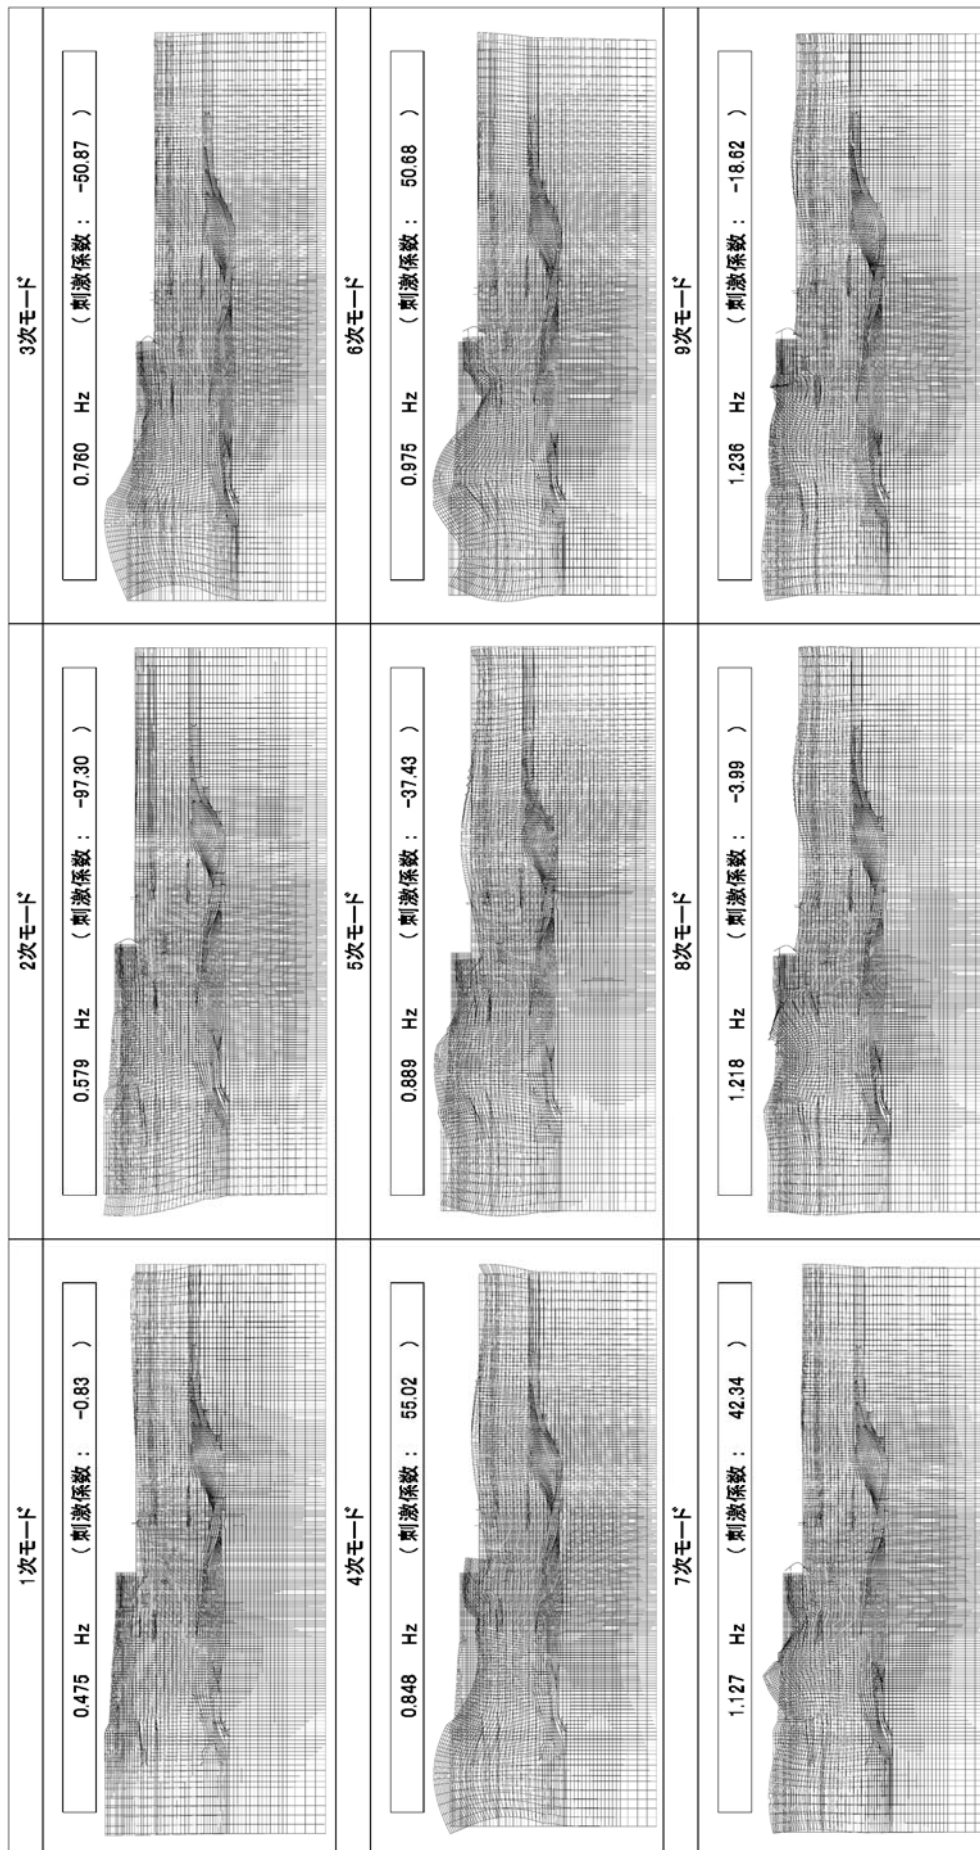 1次モード
0.475 Hz （刺激係数： -0.83 ）
2次モード
0.579 Hz （刺激係数： -97.30 ）
3次モード
0.760 Hz （刺激係数： -50.87 ）
4次モード
0.848 Hz （刺激係数： 55.02 ）
5次モード
0.889 Hz （刺激係数： -37.43 ）
6次モード
0.975 Hz （刺激係数： 50.68 ）
7次モード
1.127 Hz （刺激係数： 42.34 ）
8次モード
1.218 Hz （刺激係数： -3.99 ）
9次モード
1.236 Hz （刺激係数： -18.62 ）